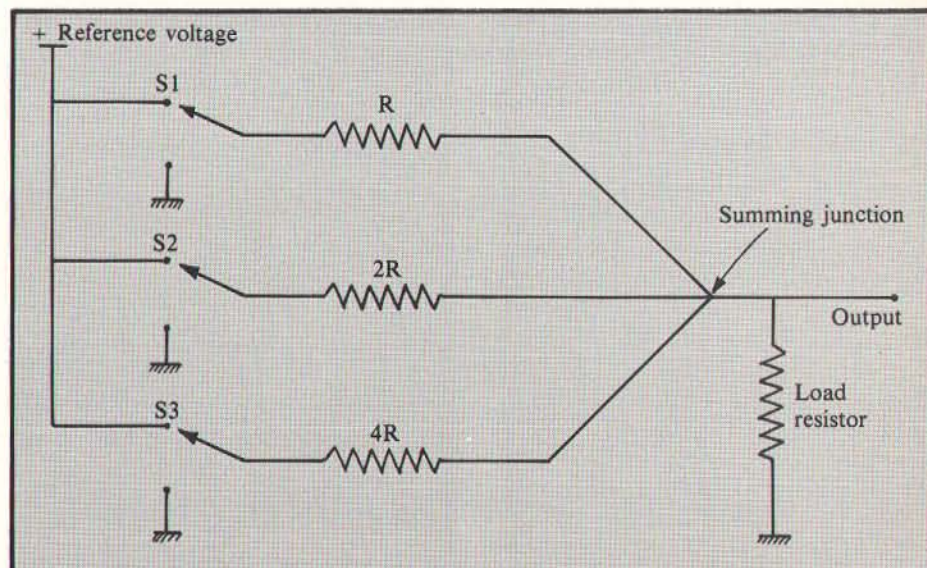 + Reference voltage
S1
R
Summing junction
S2
2R
Output
S3
4R
Load
resistor